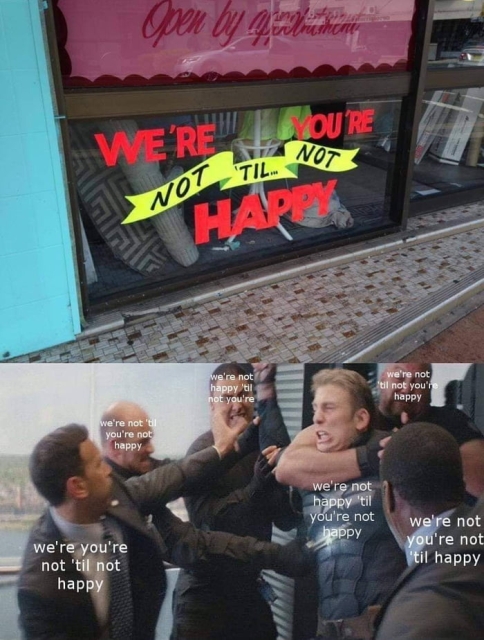 Open by appointment
WE'RE YOU'RE
NOT 'TIL... NOT
HAPPY
we're not
happy 'til
not you're
we're not
'til not you're
happy
we're not 'til
you're not
happy
we're not
happy 'til
you're not
happy
we're not
you're not
'til happy
we're you're
not 'til not
happy